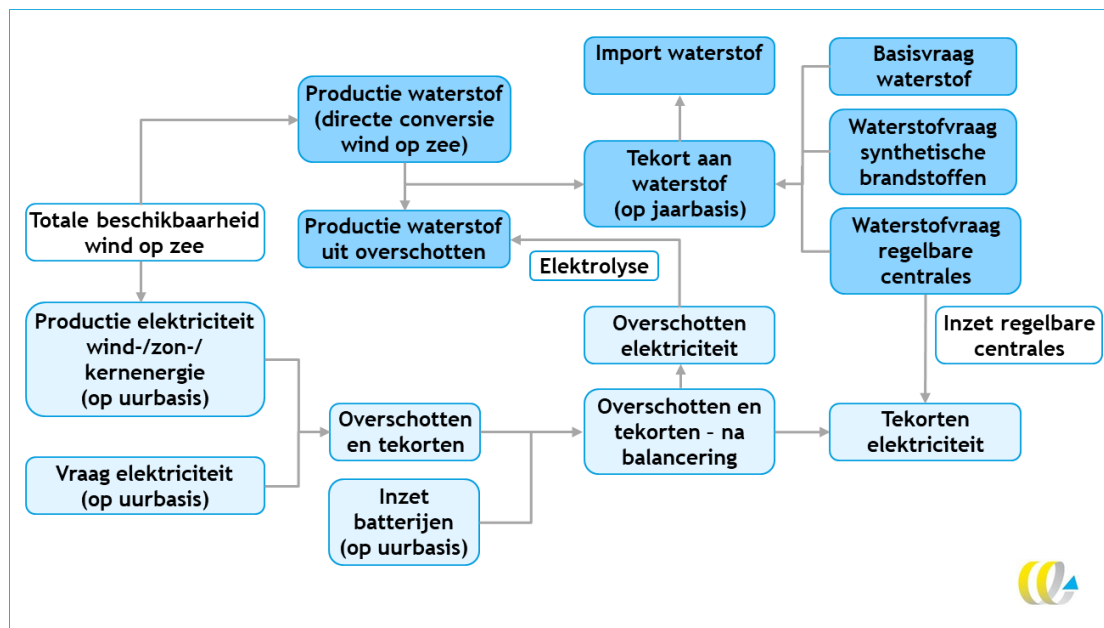 Import waterstof
Basisvraag
waterstof
Productie waterstof
(directe conversie
wind op zee)
Waterstofvraag
synthetische
brandstoffen
Tekort aan
waterstof
(op jaarbasis)
Totale beschikbaarheid
wind op zee
Productie waterstof
uit overschotten
Waterstofvraag
regelbare
centrales
Elektrolyse
Productie elektriciteit
wind-/zon-/
kernenergie
(op uurbasis)
Overschotten
elektriciteit
Inzet regelbare
centrales
Overschotten
en tekorten
Overschotten en
tekorten – na
balancering
Tekorten
elektriciteit
Vraag elektriciteit
(op uurbasis)
Inzet
batterijen
(op uurbasis)